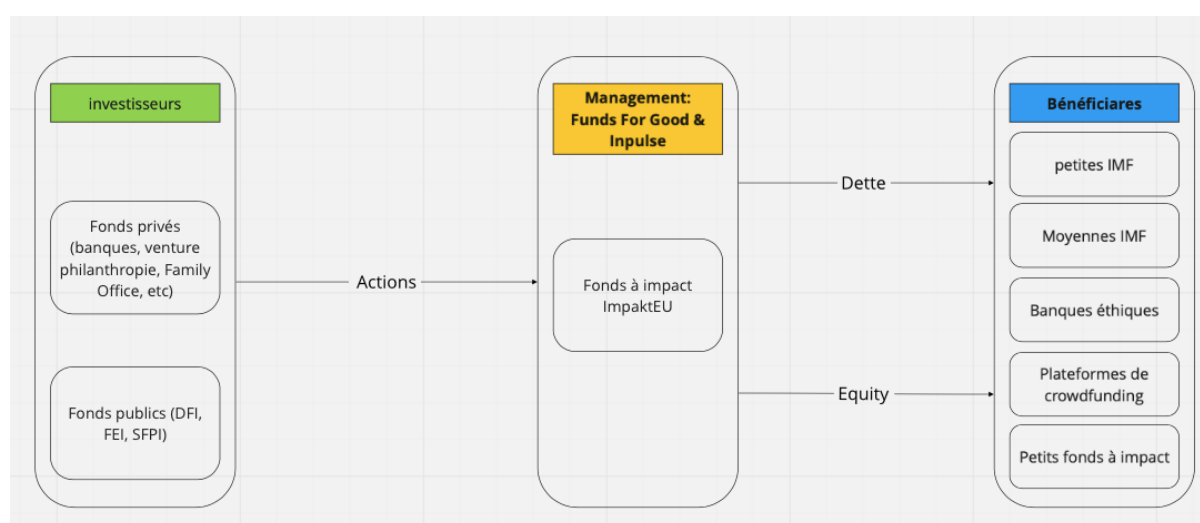 investisseurs
Fonds privés
(banques, venture
philanthropie, Family
Office, etc)
Fonds publics (DFI,
FEI, SFPI)
Actions
Management:
Funds For Good &
Inpulse
Fonds à impact
ImpaktEU
Dette
Equity
Bénéficiares
petites IMF
Moyennes IMF
Banques éthiques
Plateformes de
crowdfunding
Petits fonds à impact